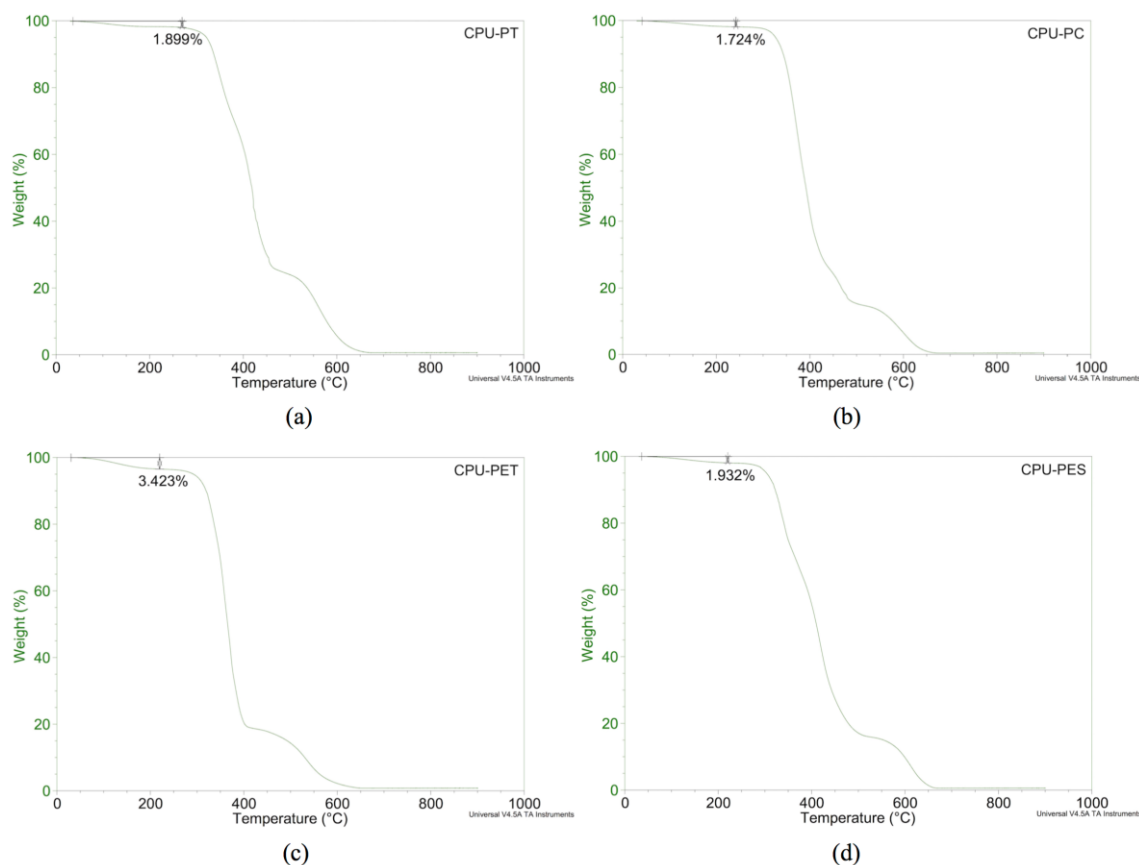 100
CPU-PT
1.899%
80
60
Weight (%)
40
20
0
0 200 400 600 800 1000
Temperature (°C)
Universal V4.5A TA Instruments
(a)
100
CPU-PC
1.724%
80
60
Weight (%)
40
20
0
0 200 400 600 800 1000
Temperature (°C)
Universal V4.5A TA Instruments
(b)
100
CPU-PET
3.423%
80
60
Weight (%)
40
20
0
0 200 400 600 800 1000
Temperature (°C)
Universal V4.5A TA Instruments
(c)
100
CPU-PES
1.932%
80
60
Weight (%)
40
20
0
0 200 400 600 800 1000
Temperature (°C)
Universal V4.5A TA Instruments
(d)